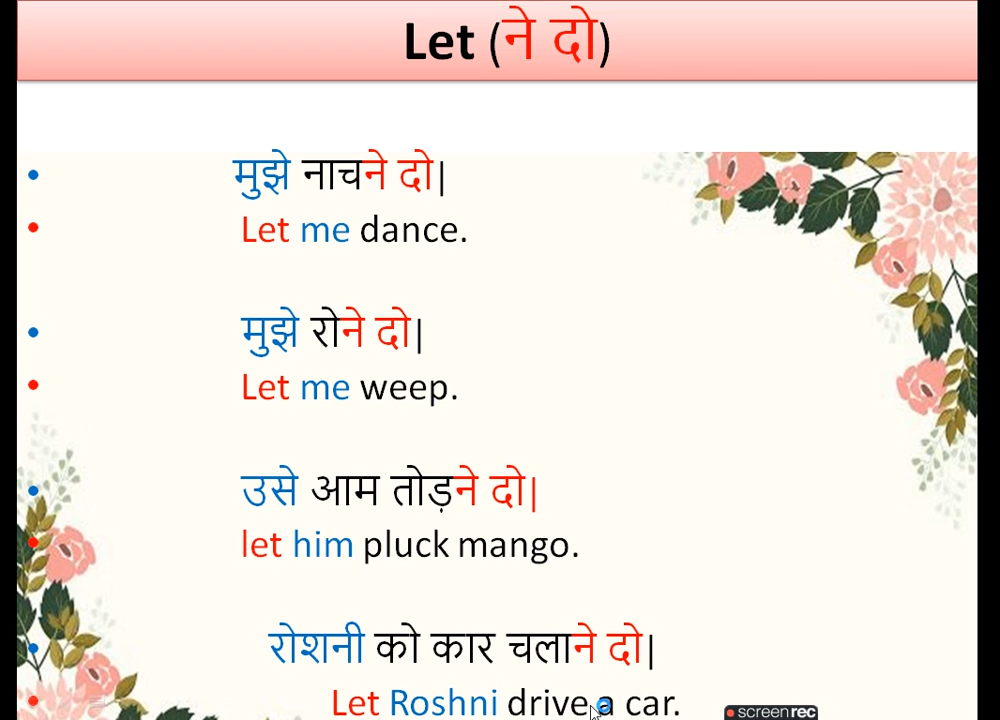 Let (ने दो)
मुझे नाचने दो|
Let me dance.
मुझे रोने दो|
Let me weep.
उसे आम तोड़ने दो|
let him pluck mango.
रोशनी को कार चलाने दो|
Let Roshni drive a car.
screenrec